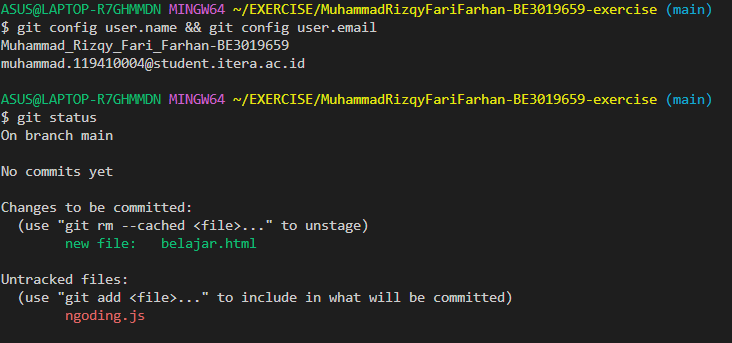 ASUS@LAPTOP-R7GHMMDN MINGW64 ~/EXERCISE/MuhammadRizqyFariFarhan-BE3019659-exercise (main)
$ git config user.name && git config user.email
Muhammad_Rizqy_Fari_Farhan-BE3019659
muhammad.119410004@student.itera.ac.id

ASUS@LAPTOP-R7GHMMDN MINGW64 ~/EXERCISE/MuhammadRizqyFariFarhan-BE3019659-exercise (main)
$ git status
On branch main

No commits yet

Changes to be committed:
  (use "git rm --cached <file>..." to unstage)
        new file:   belajar.html

Untracked files:
  (use "git add <file>..." to include in what will be committed)
        ngoding.js